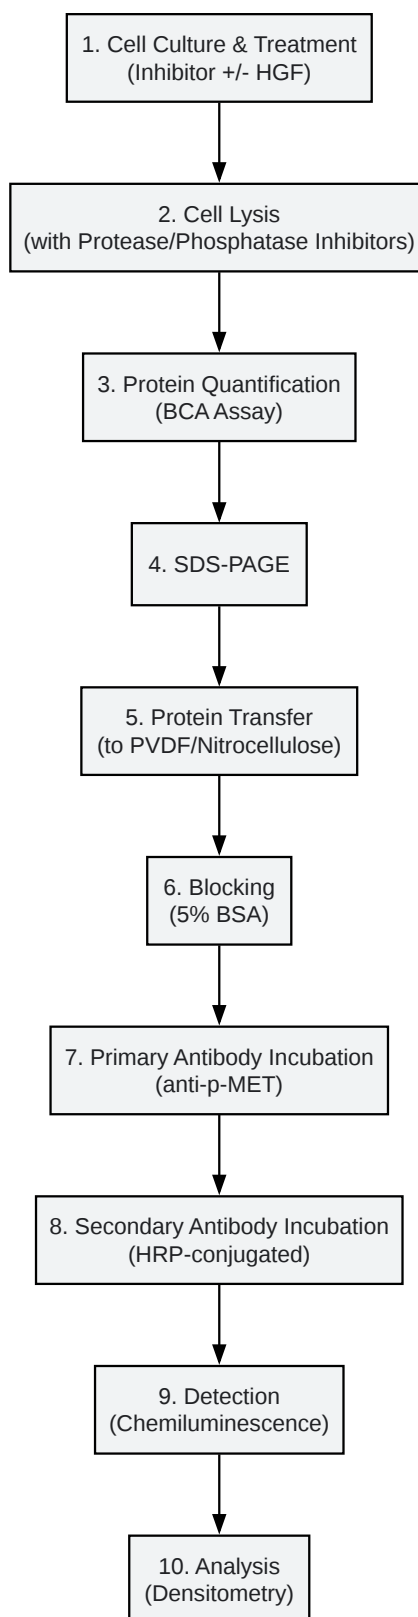 1. Cell Culture & Treatment
(Inhibitor +/- HGF)
2. Cell Lysis
(with Protease/Phosphatase Inhibitors)
3. Protein Quantification
(BCA Assay)
4. SDS-PAGE
5. Protein Transfer
(to PVDF/Nitrocellulose)
6. Blocking
(5% BSA)
7. Primary Antibody Incubation
(anti-p-MET)
8. Secondary Antibody Incubation
(HRP-conjugated)
9. Detection
(Chemiluminescence)
10. Analysis
(Densitometry)